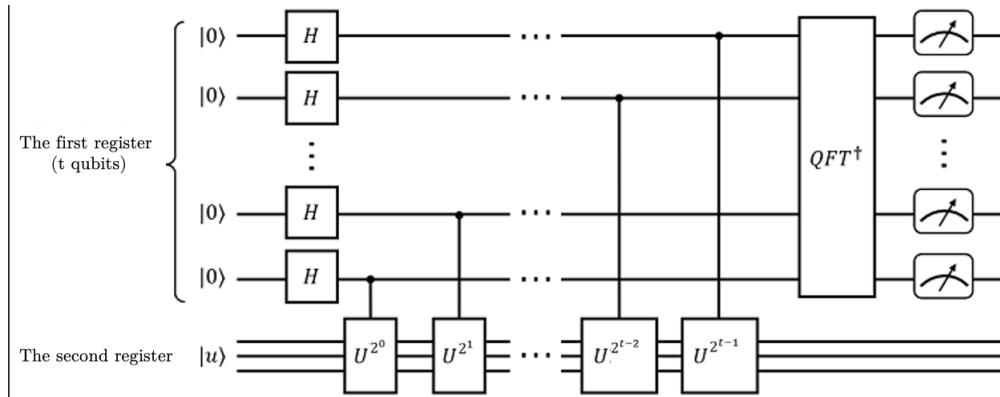 |0⟩ H
|0⟩ H
The first register
(t qubits)
QFT†
|0⟩ H
|0⟩ H
The second register |u⟩ U^{2^0} U^{2^1} U^{2^{t-2}} U^{2^{t-1}}